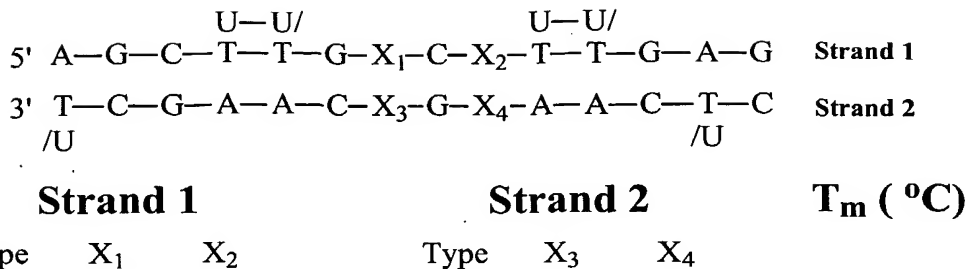 U—U/ U—U/
5' A—G—C—T—T—G—X₁—C—X₂—T—T—G—A—G Strand 1
3' T—C—G—A—A—C—X₃—G—X₄—A—A—C—T—C Strand 2
/U /U
Strand 1 Strand 2 Tm ( °C)
pe X₁ X₂ Type X₃ X₄